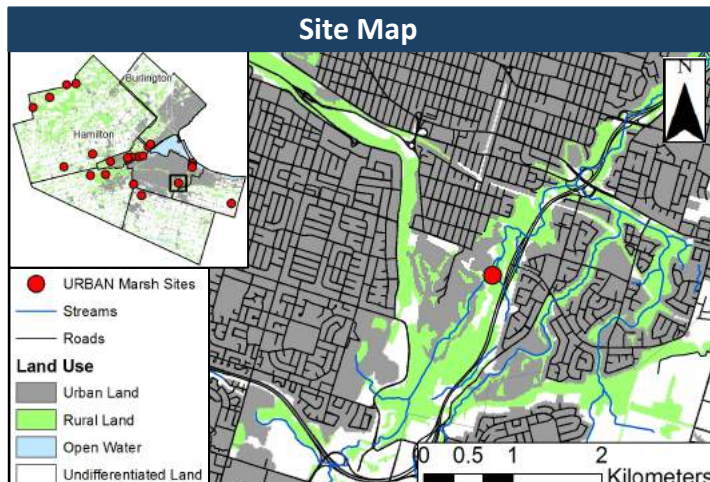 Site Map
Burlington
Hamilton
N
URBAN Marsh Sites
Streams
Roads
Land Use
Urban Land
Rural Land
Open Water
Undifferentiated Land
0 0.5 1 2
Kilometers